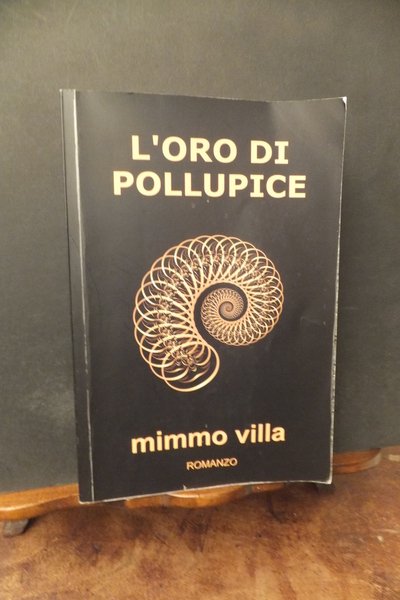 L'ORO DI
POLLUPICE
mimmo villa
ROMANZO